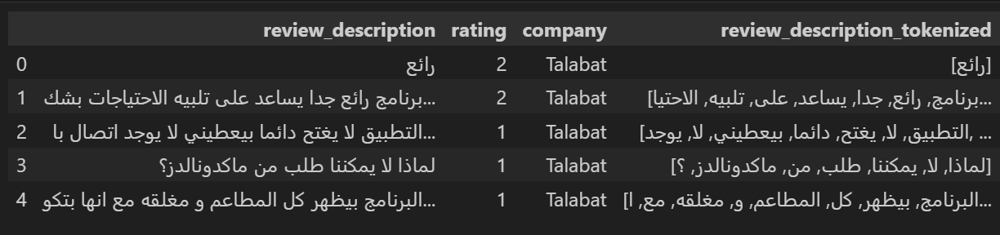 review_description rating company review_description_tokenized
0 رائع 2 Talabat [رائع]
1 برنامج رائع جدا يساعد على تلبيه الاحتياجات بشك... 2 Talabat [برنامج, رائع, جدا, يساعد, على, تلبيه, الاحتيا...
2 التطبيق لا يغتح دائما بيعطيني لا يوجد اتصال با... 1 Talabat [التطبيق, لا, يغتح, دائما, بيعطيني, لا, يوجد, ...
3 لماذا لا يمكننا طلب من ماكدونالدز؟ 1 Talabat [لماذا, لا, يمكننا, طلب, من, ماكدونالدز, ؟]
4 البرنامج بيظهر كل المطاعم و مغلقه مع انها بتكو... 1 Talabat [البرنامج, بيظهر, كل, المطاعم, و, مغلقه, مع, ا...